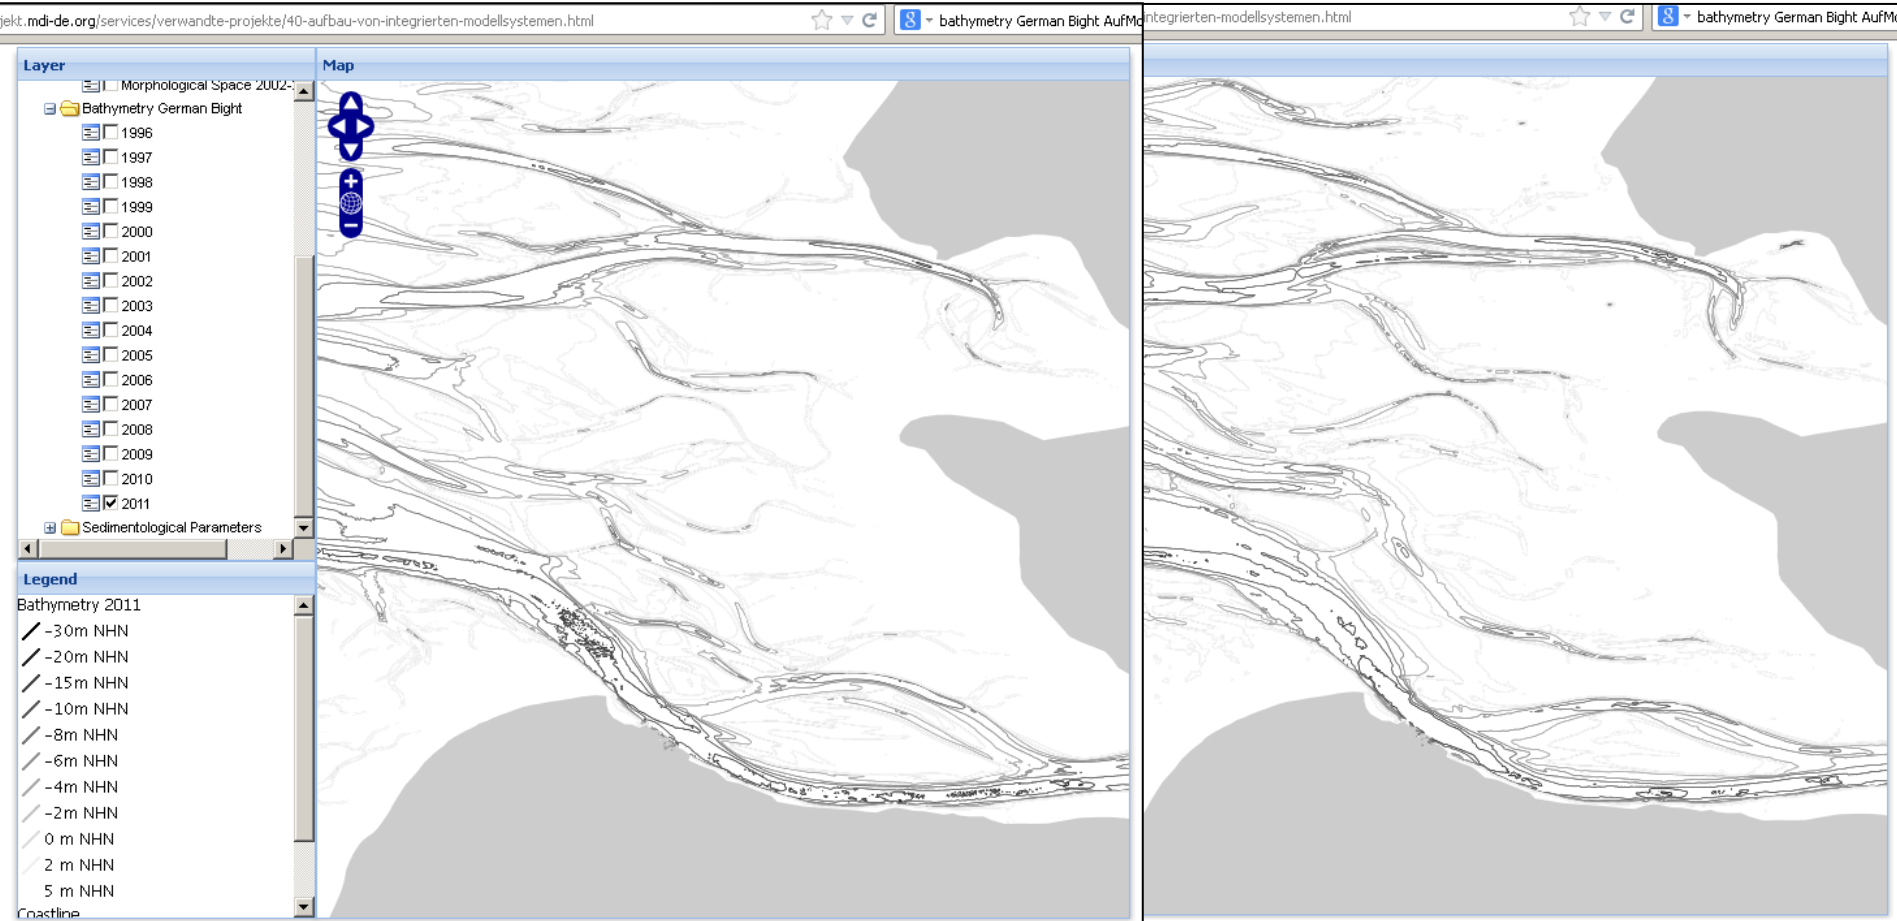 jekt.mdi-de.org/services/verwandte-projekte/40-aufbau-von-integrierten-modellsystemen.html
8 bathymetry German Bight AufMo
integrierten-modellsystemen.html
8 bathymetry German Bight AufMo
Layer
Map
Morphological Space 2002-
Bathymetry German Bight
1996
1997
1998
1999
2000
2001
2002
2003
2004
2005
2006
2007
2008
2009
2010
2011
Sedimentological Parameters
Legend
Bathymetry 2011
-30m NHN
-20m NHN
-15m NHN
-10m NHN
-8m NHN
-6m NHN
-4m NHN
-2m NHN
0 m NHN
2 m NHN
5 m NHN
Coastline